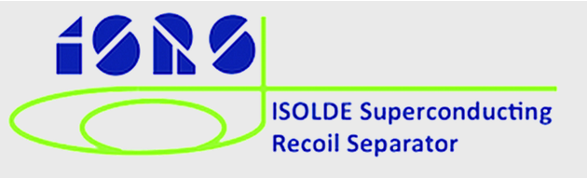 iSRS
ISOLDE Superconducting
Recoil Separator